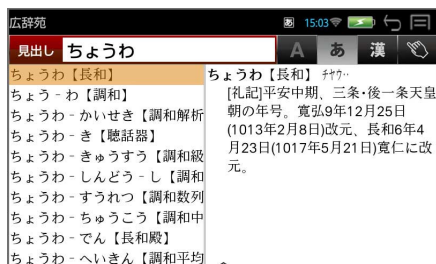 広辞苑 15:03
見出し ちょうわ A あ 漢
ちょうわ【長和】
ちょう‐わ【調和】
ちょうわ‐かいせき【調和解析
ちょうわ‐き【聴話器】
ちょうわ‐きゅうすう【調和級
ちょうわ‐しんどう‐し【調和
ちょうわ‐すうれつ【調和数列
ちょうわ‐ちゅうこう【調和中
ちょうわ‐でん【長和殿】
ちょうわ‐へいきん【調和平均
ちょうわ【長和】 チヤウ‥
[礼記]平安中期、三条・後一条天皇
朝の年号。寛弘9年12月25日
(1013年2月8日)改元、長和6年4
月23日(1017年5月21日)寛仁に改
元。